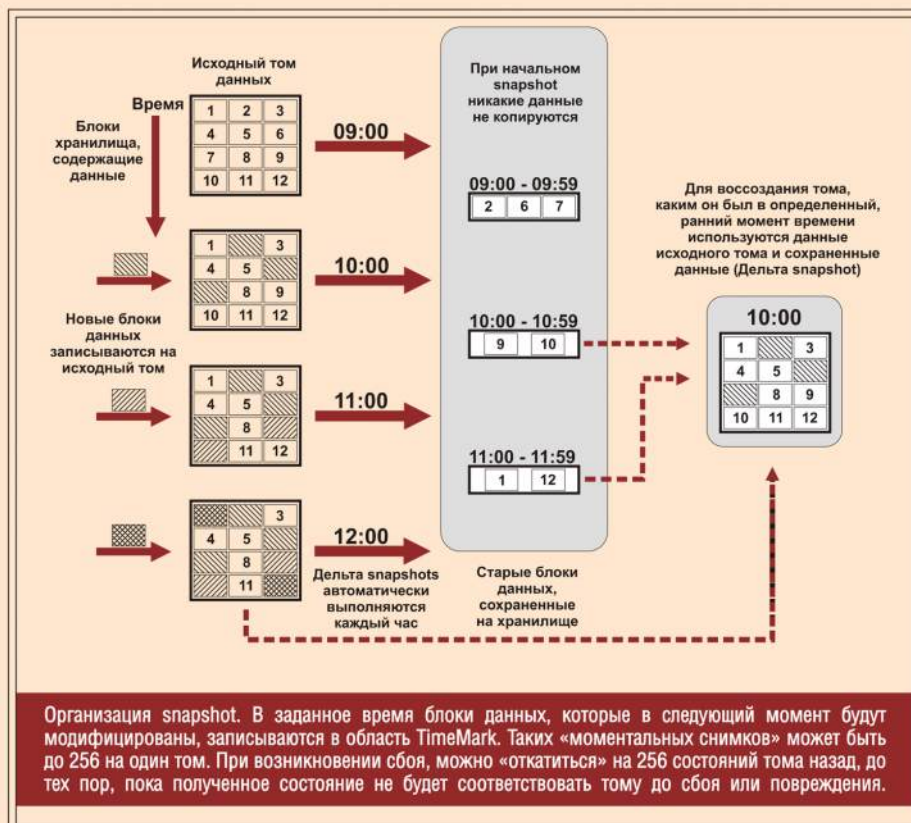 Исходный том
данных
Время
Блоки
хранилища,
содержащие
данные
1 2 3
4 5 6
7 8 9
10 11 12
09:00
При начальном
snapshot
никакие данные
не копируются
09:00 - 09:59
2 6 7
1 3
4 5
8 9
10 11 12
10:00
Новые блоки
данных
записываются на
исходный том
10:00 - 10:59
9 10
1 3
4 5
8
11 12
11:00
11:00 - 11:59
1 12
3
4 5
8
11
12:00
Дельта snapshots
автоматически
выполняются
каждый час
Старые блоки
данных,
сохраненные
на хранилище
Для воссоздания тома,
каким он был в определенный,
ранний момент времени
используются данные
исходного тома и сохраненные
данные (Дельта snapshot)
10:00
1 3
4 5
8 9
10 11 12
Организация snapshot. В заданное время блоки данных, которые в следующий момент будут
модифицированы, записываются в область TimeMark. Таких «моментальных снимков» может быть
до 256 на один том. При возникновении сбоя, можно «откатиться» на 256 состояний тома назад, до
тех пор, пока полученное состояние не будет соответствовать тому до сбоя или повреждения.